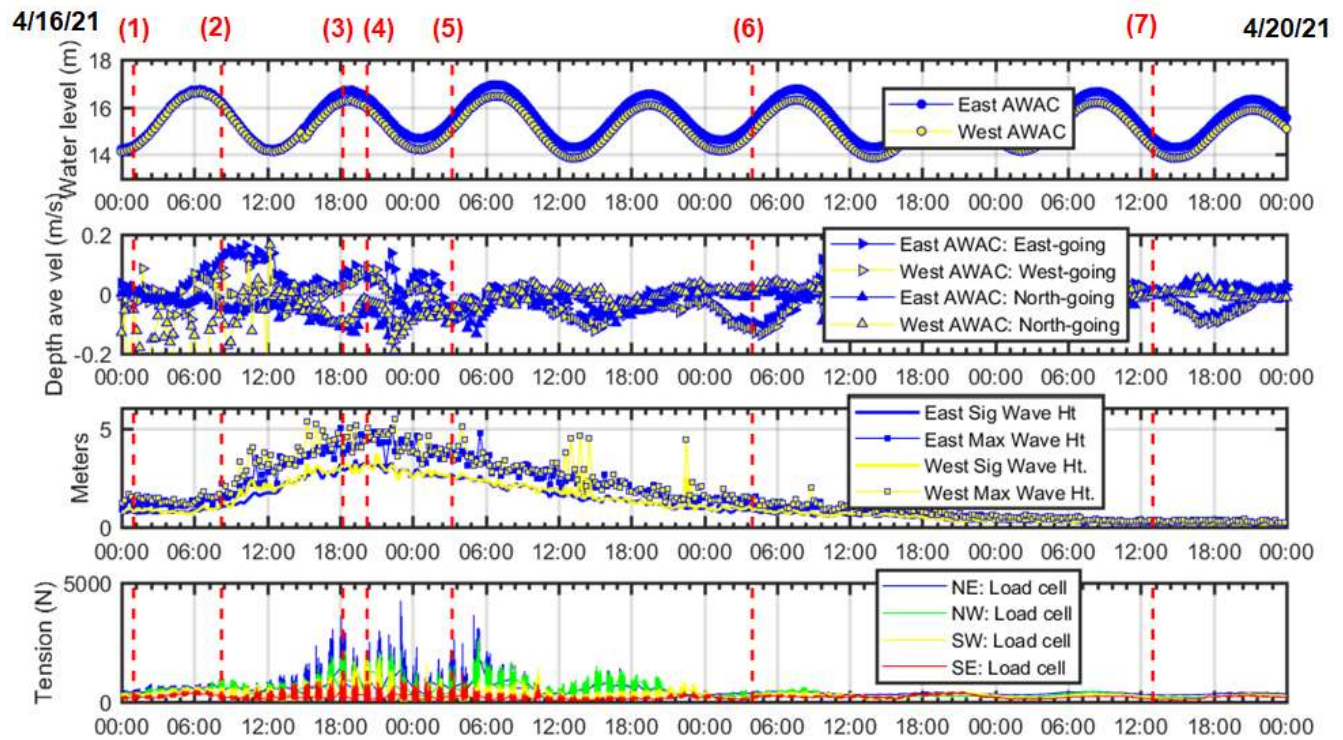 4/16/21 (1) (2) (3) (4) (5) (6) (7) 4/20/21
Water level (m)
18
16
14
East AWAC
West AWAC
00:00 06:00 12:00 18:00 00:00 06:00 12:00 18:00 00:00 06:00 12:00 18:00 00:00 06:00 12:00 18:00 00:00
Depth ave vel (m/s)
0.2
0
-0.2
East AWAC: East-going
West AWAC: West-going
East AWAC: North-going
West AWAC: North-going
00:00 06:00 12:00 18:00 00:00 06:00 12:00 18:00 00:00 06:00 12:00 18:00 00:00 06:00 12:00 18:00 00:00
Meters
5
0
East Sig Wave Ht
East Max Wave Ht
West Sig Wave Ht.
West Max Wave Ht.
00:00 06:00 12:00 18:00 00:00 06:00 12:00 18:00 00:00 06:00 12:00 18:00 00:00 06:00 12:00 18:00 00:00
Tension (N)
5000
0
NE: Load cell
NW: Load cell
SW: Load cell
SE: Load cell
00:00 06:00 12:00 18:00 00:00 06:00 12:00 18:00 00:00 06:00 12:00 18:00 00:00 06:00 12:00 18:00 00:00